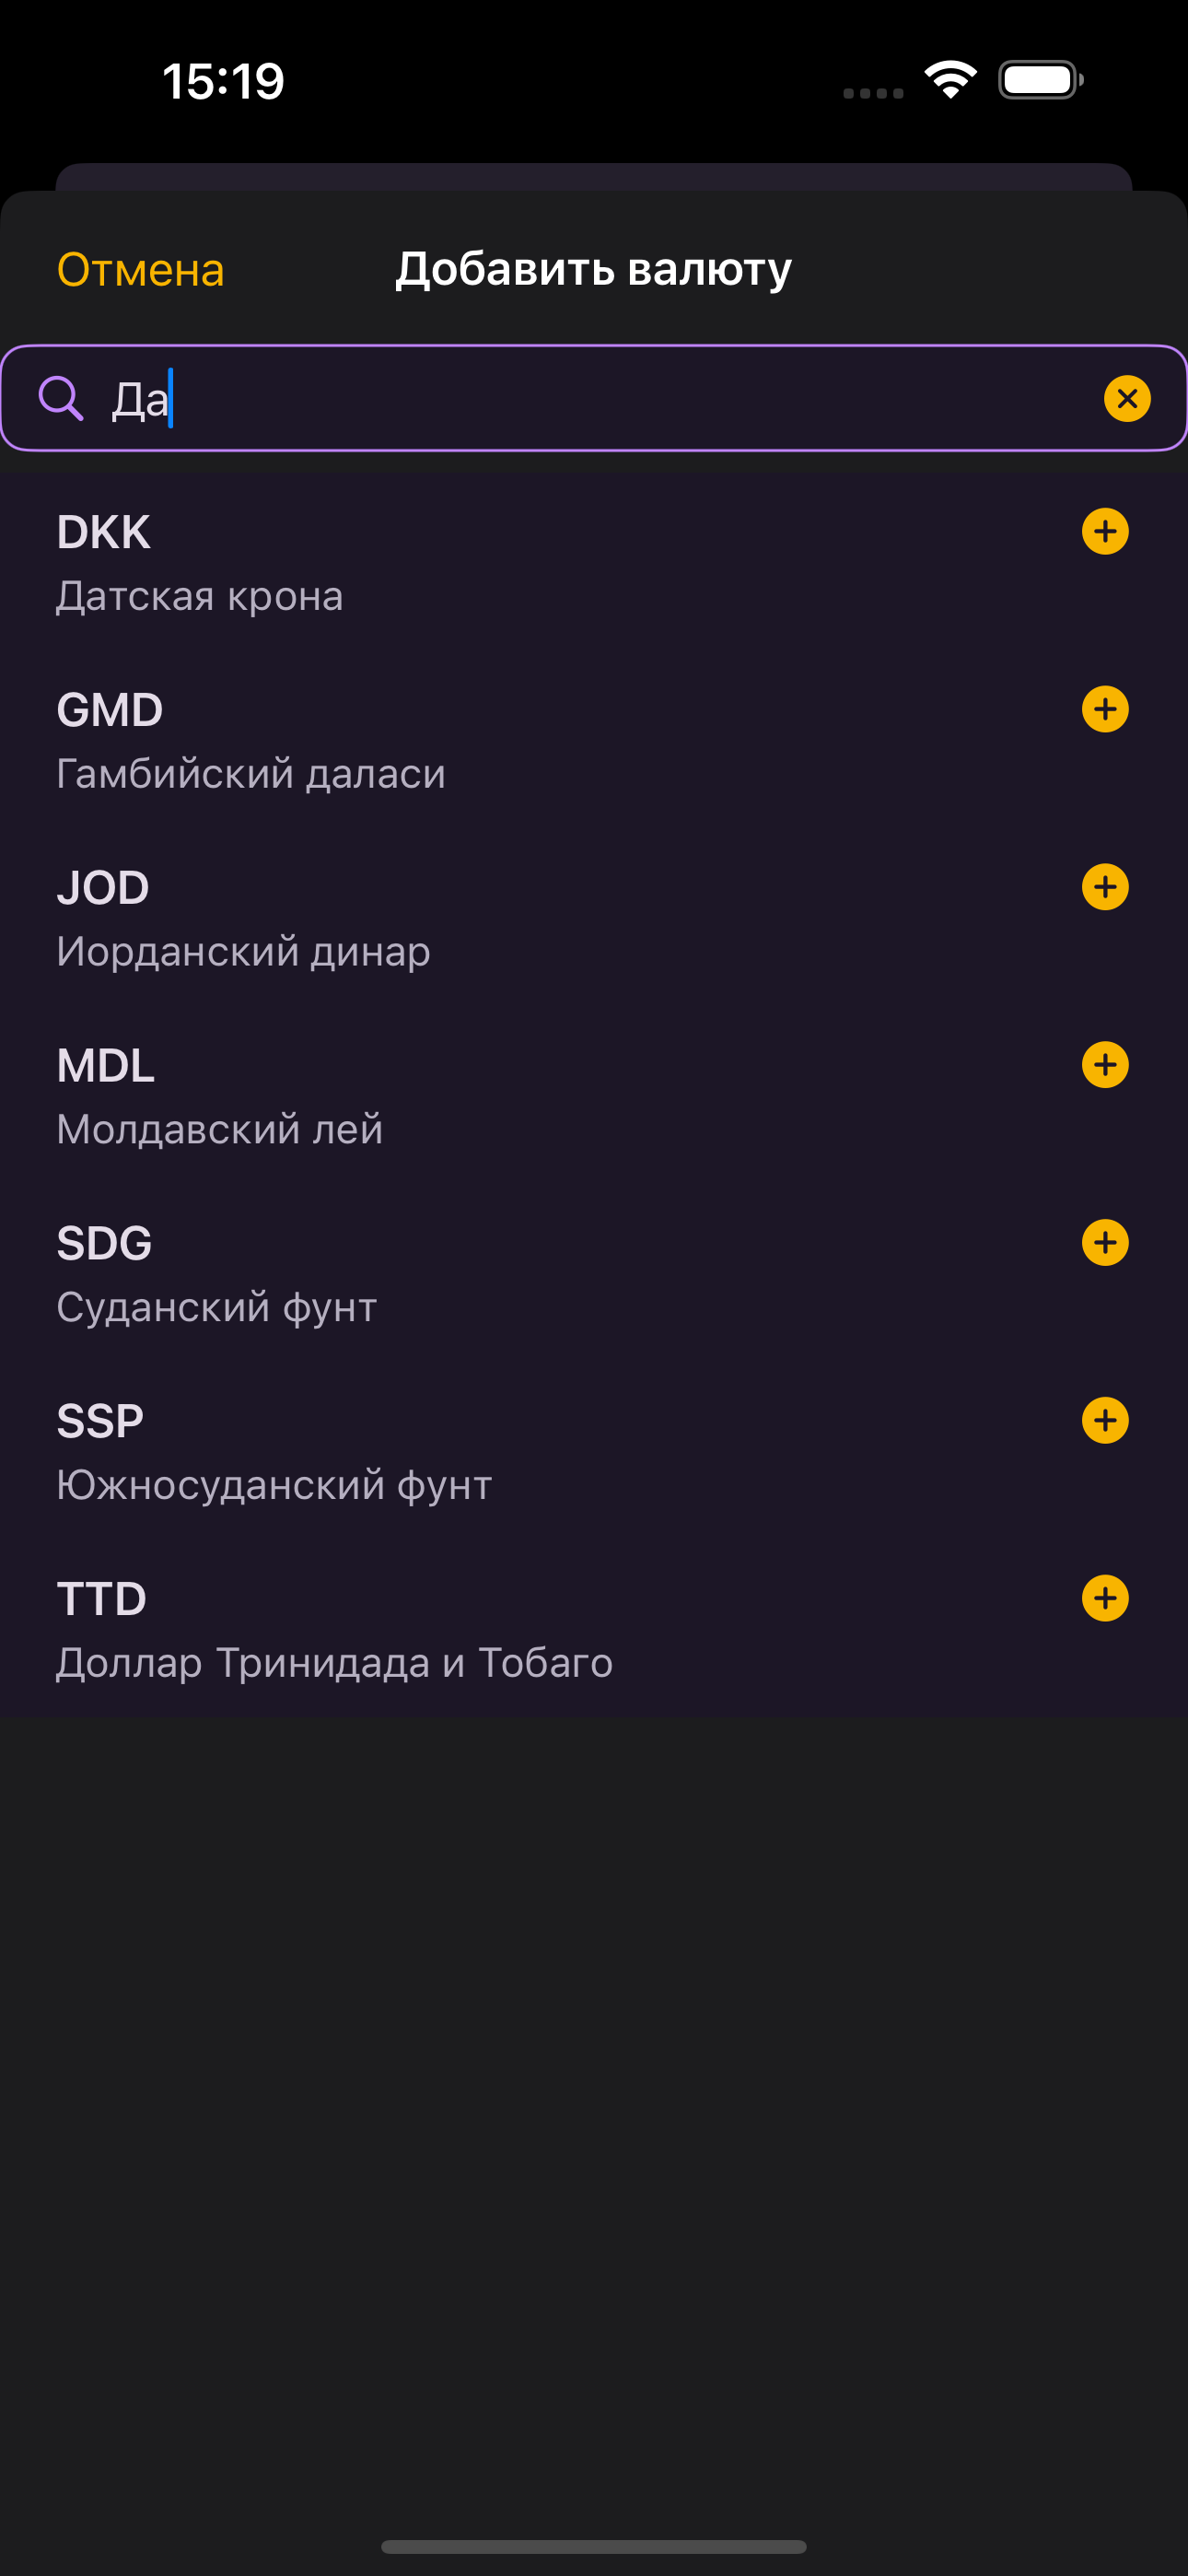 15:19
Отмена
Добавить валюту
Да
DKK
Датская крона
GMD
Гамбийский даласи
JOD
Иорданский динар
MDL
Молдавский лей
SDG
Суданский фунт
SSP
Южносуданский фунт
TTD
Доллар Тринидада и Тобаго